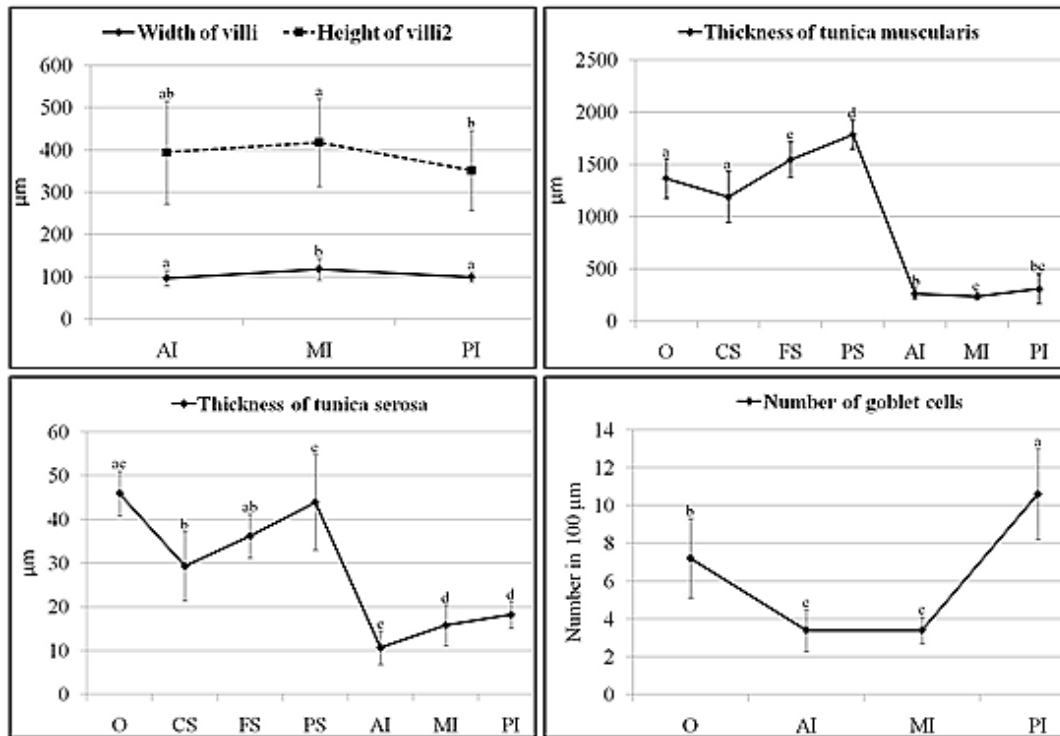 Width of villi Height of villi2
600
500
400
300
200
100
0
µm
ab a b
a b a
AI MI PI
Thickness of tunica muscularis
2500
2000
1500
1000
500
0
µm
a a c d b e bc
O CS FS PS AI MI PI
Thickness of tunica serosa
60
50
40
30
20
10
0
µm
ac b ab c e d d
O CS FS PS AI MI PI
Number of goblet cells
14
12
10
8
6
4
2
0
Number in 100 µm
b c c a
O AI MI PI